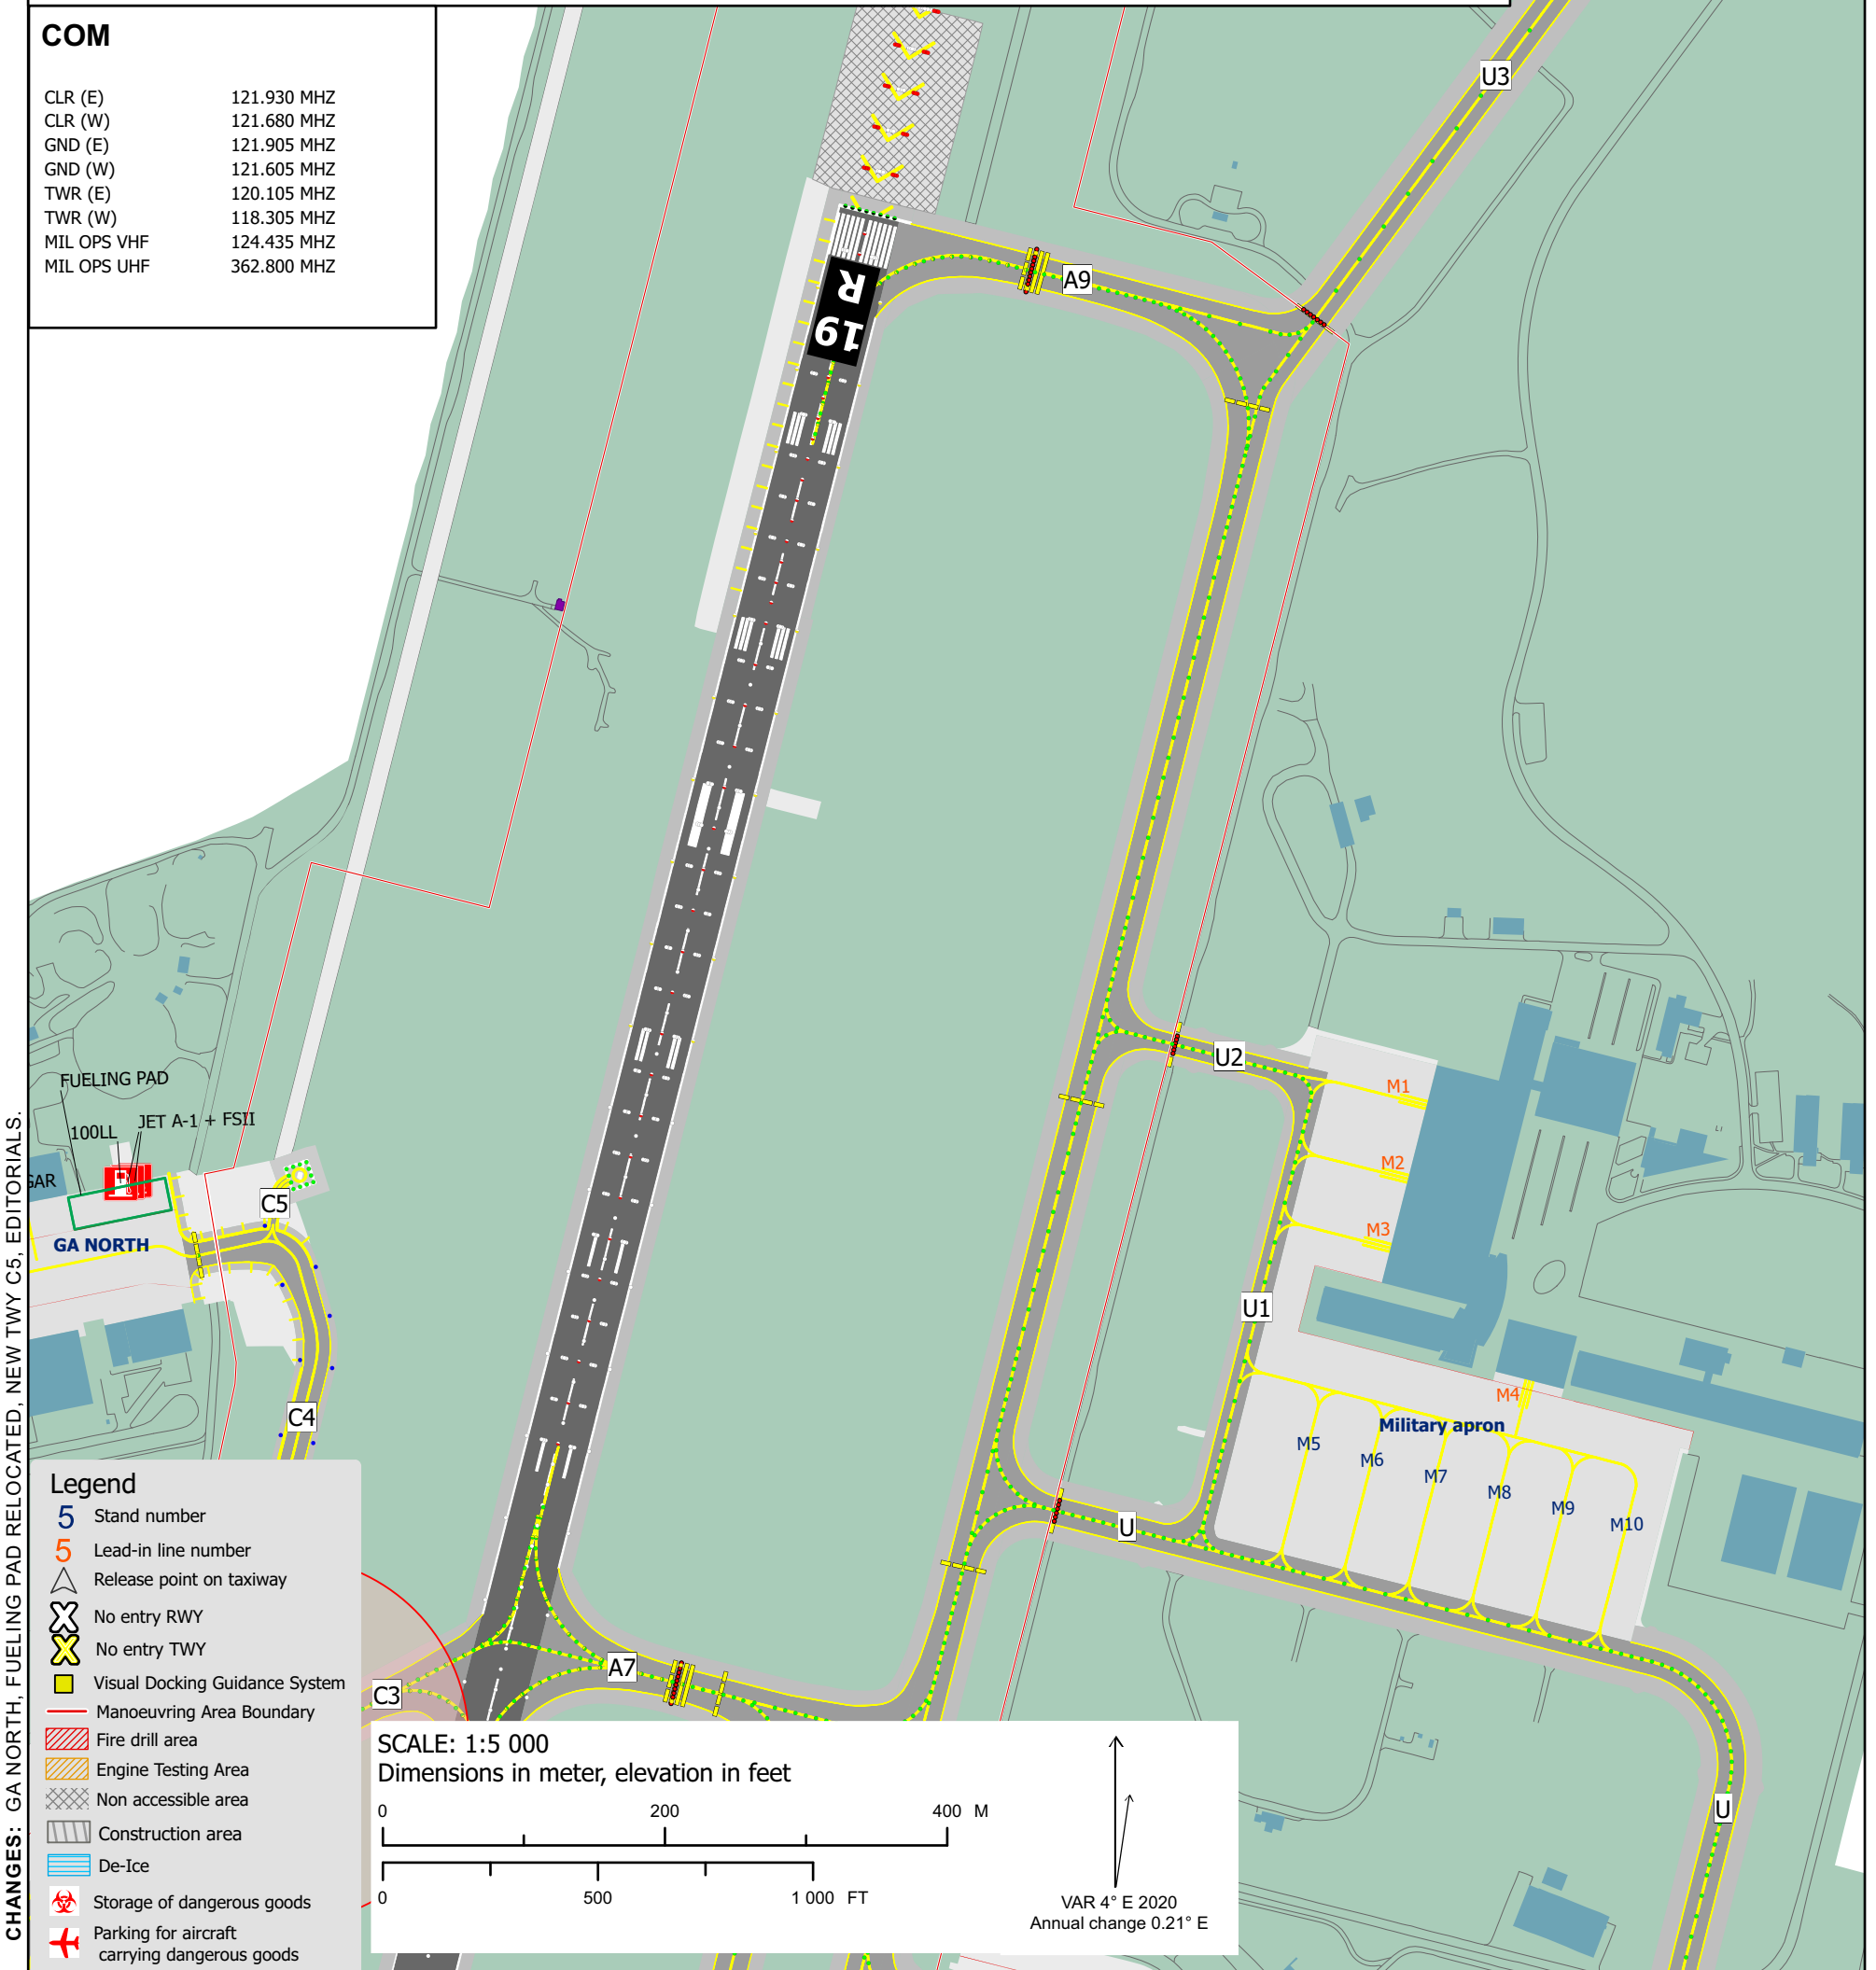 COM
CLR (E) 121.930 MHZ
CLR (W) 121.680 MHZ
GND (E) 121.905 MHZ
GND (W) 121.605 MHZ
TWR (E) 120.105 MHZ
TWR (W) 118.305 MHZ
MIL OPS VHF 124.435 MHZ
MIL OPS UHF 362.800 MHZ
U3
A9
19
R
U2
M1
M2
M3
U1
M4
Military apron
M5
M6
M7
M8
M9
M10
U
U
FUELING PAD
100LL
JET A-1 + FSII
GAR
C5
GA NORTH
C4
A7
C3
Legend
5 Stand number
5 Lead-in line number
Release point on taxiway
No entry RWY
No entry TWY
Visual Docking Guidance System
Manoeuvring Area Boundary
Fire drill area
Engine Testing Area
Non accessible area
Construction area
De-Ice
Storage of dangerous goods
Parking for aircraft
carrying dangerous goods
SCALE: 1:5 000
Dimensions in meter, elevation in feet
0 200 400 M
0 500 1 000 FT
VAR 4° E 2020
Annual change 0.21° E
CHANGES: GA NORTH, FUELING PAD RELOCATED, NEW TWY C5, EDITORIALS.